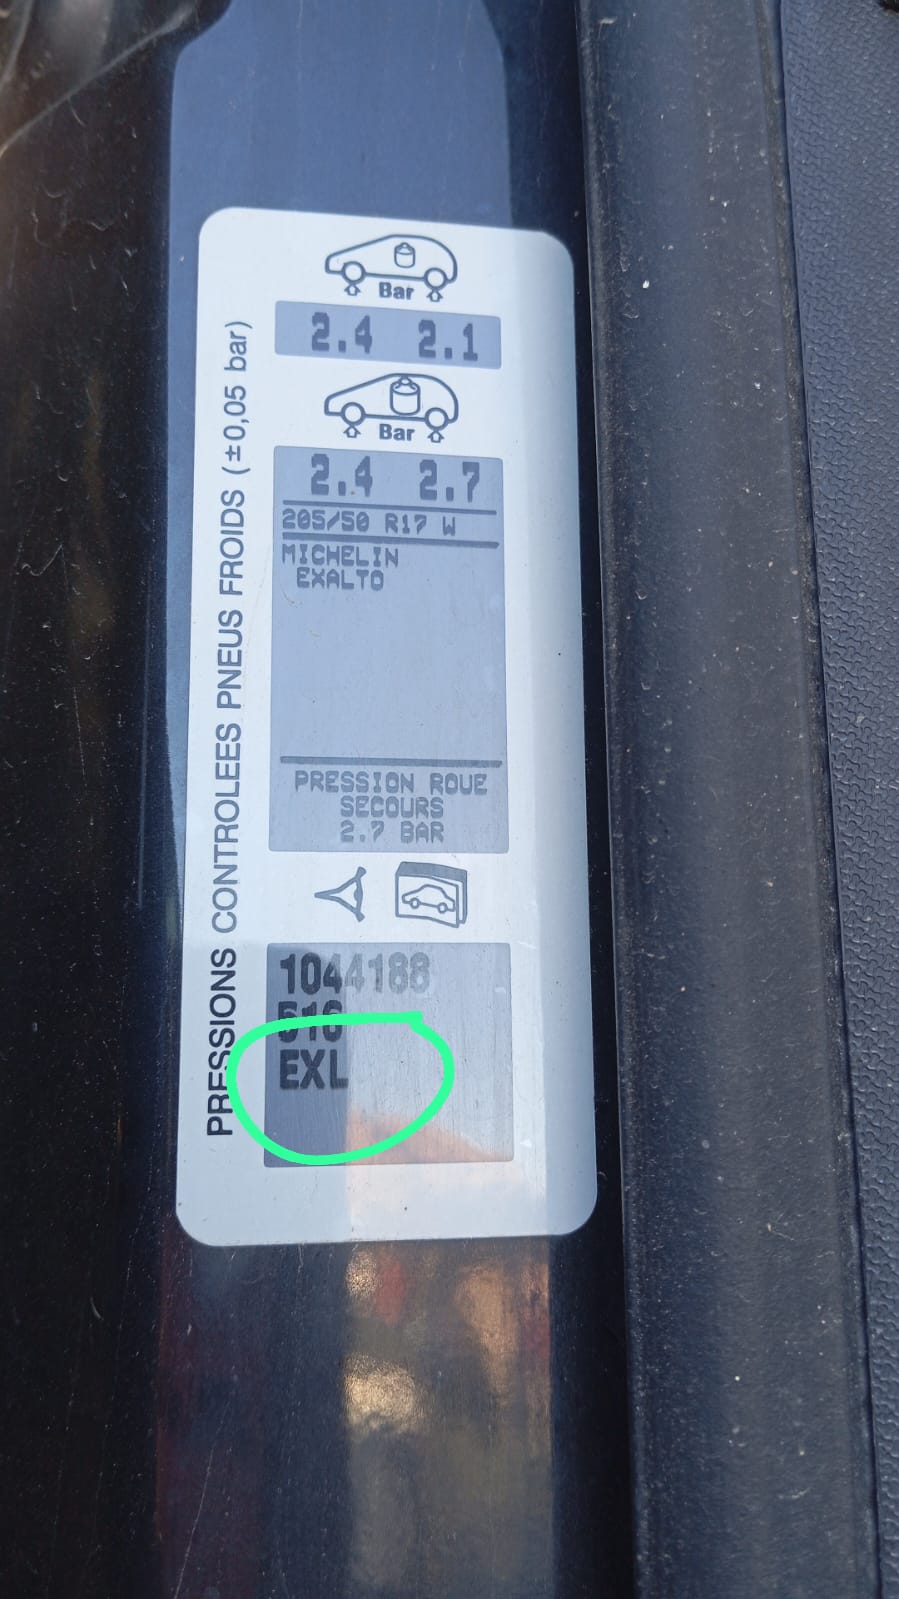 Bar
2.4 2.1
Bar
2.4 2.7
205/50 R17 W
MICHELIN
EXALTO
PRESSION ROUE
SECOURS
2.7 BAR
1044188
516
EXL
PRESSIONS CONTROLEES PNEUS FROIDS (±0,05 bar)